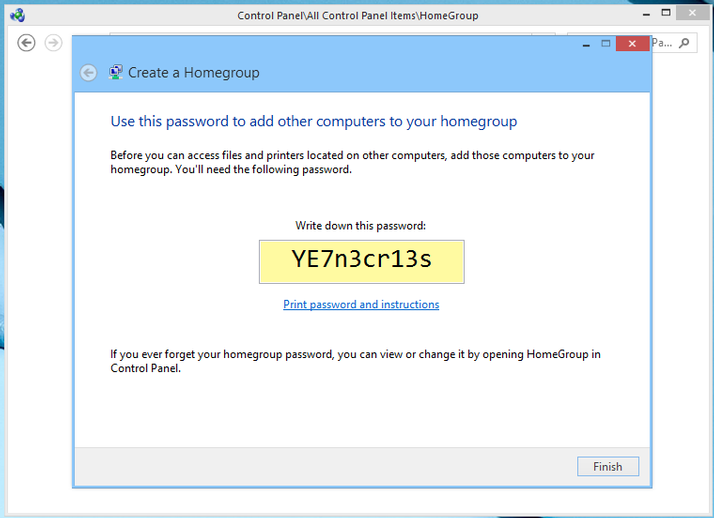 Control Panel\All Control Panel Items\HomeGroup
Pa...
Create a Homegroup
Use this password to add other computers to your homegroup
Before you can access files and printers located on other computers, add those computers to your
homegroup. You'll need the following password.
Write down this password:
YE7n3cr13s
Print password and instructions
If you ever forget your homegroup password, you can view or change it by opening HomeGroup in
Control Panel.
Finish